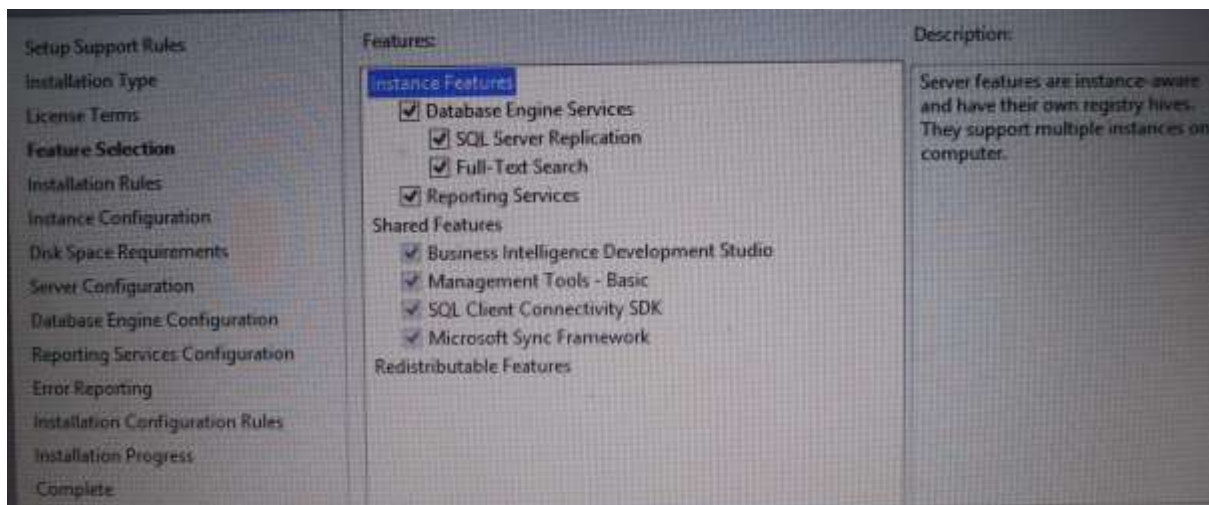 Setup Support Rules
Installation Type
License Terms
Feature Selection
Installation Rules
Instance Configuration
Disk Space Requirements
Server Configuration
Database Engine Configuration
Reporting Services Configuration
Error Reporting
Installation Configuration Rules
Installation Progress
Complete
Features:
Instance Features
Database Engine Services
SQL Server Replication
Full-Text Search
Reporting Services
Shared Features
Business Intelligence Development Studio
Management Tools - Basic
SQL Client Connectivity SDK
Microsoft Sync Framework
Redistributable Features
Description:
Server features are instance-aware
and have their own registry hives.
They support multiple instances on
computer.